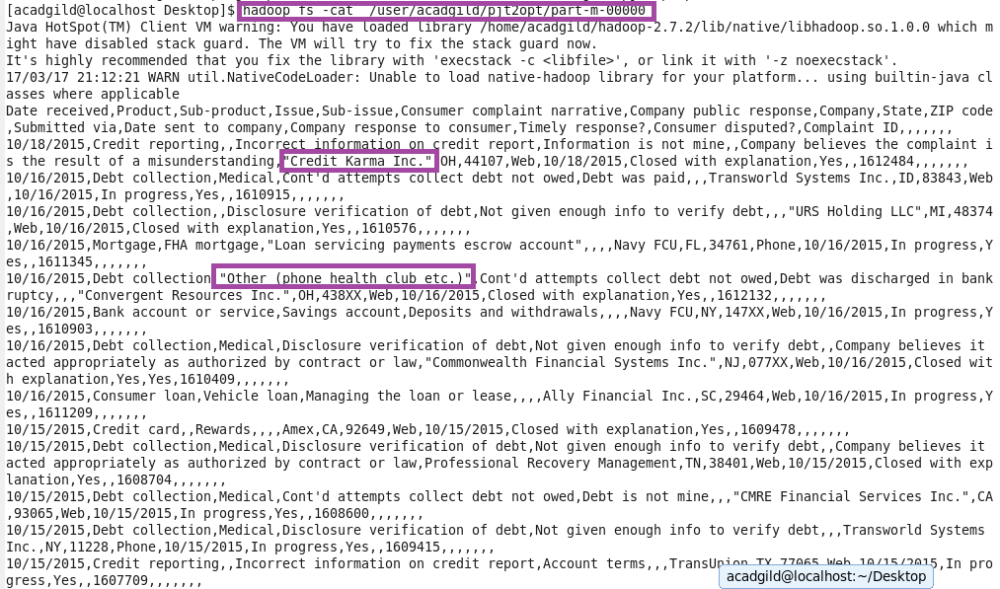 [acadgild@localhost Desktop]$ hadoop fs -cat  /user/acadgild/pjt2opt/part-m-00000
Java HotSpot(TM) Client VM warning: You have loaded library /home/acadgild/hadoop-2.7.2/lib/native/libhadoop.so.1.0.0 which m
ight have disabled stack guard. The VM will try to fix the stack guard now.
It's highly recommended that you fix the library with 'execstack -c <libfile>', or link it with '-z noexecstack'.
17/03/17 21:12:21 WARN util.NativeCodeLoader: Unable to load native-hadoop library for your platform... using builtin-java cl
asses where applicable
Date received,Product,Sub-product,Issue,Sub-issue,Consumer complaint narrative,Company public response,Company,State,ZIP code
,Submitted via,Date sent to company,Company response to consumer,Timely response?,Consumer disputed?,Complaint ID,,,,,,,
10/18/2015,Credit reporting,,Incorrect information on credit report,Information is not mine,,Company believes the complaint i
s the result of a misunderstanding,"Credit Karma Inc.",OH,44107,Web,10/18/2015,Closed with explanation,Yes,,1612484,,,,,,,
10/16/2015,Debt collection,Medical,Cont'd attempts collect debt not owed,Debt was paid,,,Transworld Systems Inc.,ID,83843,Web
,10/16/2015,In progress,Yes,,1610915,,,,,,,
10/16/2015,Debt collection,,Disclosure verification of debt,Not given enough info to verify debt,,,"URS Holding LLC",MI,48374
,Web,10/16/2015,Closed with explanation,Yes,,1610576,,,,,,,
10/16/2015,Mortgage,FHA mortgage,"Loan servicing payments escrow account",,,,Navy FCU,FL,34761,Phone,10/16/2015,In progress,Y
es,,1611345,,,,,,,
10/16/2015,Debt collection,"Other (phone health club etc.)",Cont'd attempts collect debt not owed,Debt was discharged in bank
ruptcy,,,"Convergent Resources Inc.",OH,438XX,Web,10/16/2015,Closed with explanation,Yes,,1612132,,,,,,,
10/16/2015,Bank account or service,Savings account,Deposits and withdrawals,,,,Navy FCU,NY,147XX,Web,10/16/2015,In progress,Y
es,,1610903,,,,,,,
10/16/2015,Debt collection,Medical,Disclosure verification of debt,Not given enough info to verify debt,,Company believes it
acted appropriately as authorized by contract or law,"Commonwealth Financial Systems Inc.",NJ,077XX,Web,10/16/2015,Closed wit
h explanation,Yes,Yes,1610409,,,,,,,
10/16/2015,Consumer loan,Vehicle loan,Managing the loan or lease,,,,Ally Financial Inc.,SC,29464,Web,10/16/2015,In progress,Y
es,,1611209,,,,,,,
10/15/2015,Credit card,,Rewards,,,,Amex,CA,92649,Web,10/15/2015,Closed with explanation,Yes,,1609478,,,,,,,
10/15/2015,Debt collection,Medical,Disclosure verification of debt,Not given enough info to verify debt,,Company believes it
acted appropriately as authorized by contract or law,Professional Recovery Management,TN,38401,Web,10/15/2015,Closed with exp
lanation,Yes,,1608704,,,,,,,
10/15/2015,Debt collection,Medical,Cont'd attempts collect debt not owed,Debt is not mine,,,"CMRE Financial Services Inc.",CA
,93065,Web,10/15/2015,In progress,Yes,,1608600,,,,,,,
10/15/2015,Debt collection,Medical,Disclosure verification of debt,Not given enough info to verify debt,,,Transworld Systems
Inc.,NY,11228,Phone,10/15/2015,In progress,Yes,,1609415,,,,,,,
10/15/2015,Credit reporting,,Incorrect information on credit report,Account terms,,,TransUnion,TX,77065,Web,10/15/2015,In pro
gress,Yes,,1607709,,,,,,,
acadgild@localhost:~/Desktop